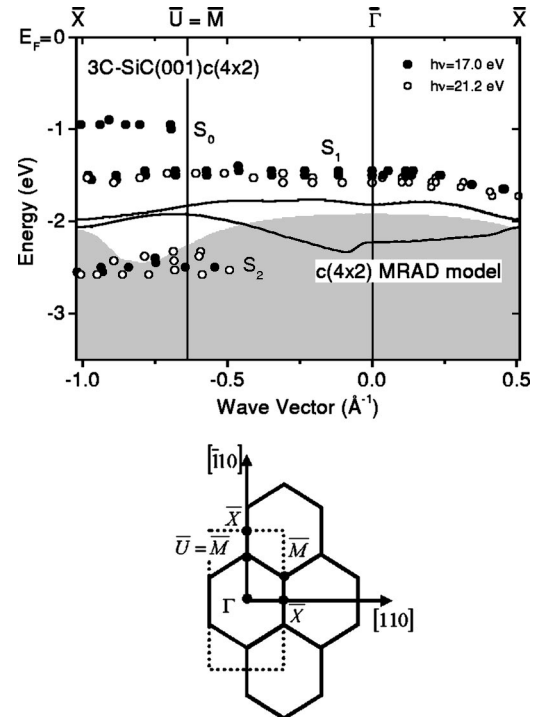 X̄ Ū = M̄ Γ̄ X̄
E_F= 0
3C-SiC(001)c(4x2)
hν=17.0 eV
hν=21.2 eV
S₀
-1
S₁
Energy (eV)
-2
c(4x2) MRAD model
S₂
-3
-1.0 -0.5 0.0 0.5
Wave Vector (Å⁻¹)
[1̄10]
X̄
Ū = M̄ M̄
Γ X̄
[110]